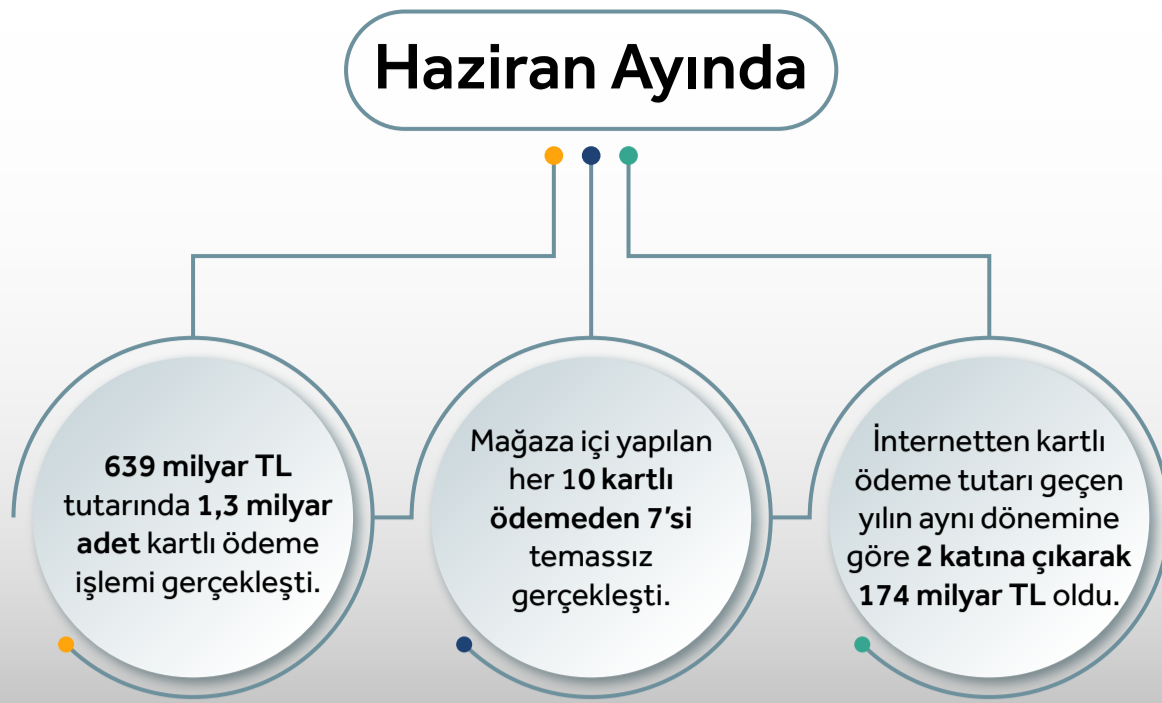 Haziran Ayında
639 milyar TL
tutarında 1,3 milyar
adet kartlı ödeme
işlemi gerçekleşti.
Mağaza içi yapılan
her 10 kartlı
ödemeden 7'si
temassız
gerçekleşti.
İnternetten kartlı
ödeme tutarı geçen
yılın aynı dönemine
göre 2 katına çıkarak
174 milyar TL oldu.